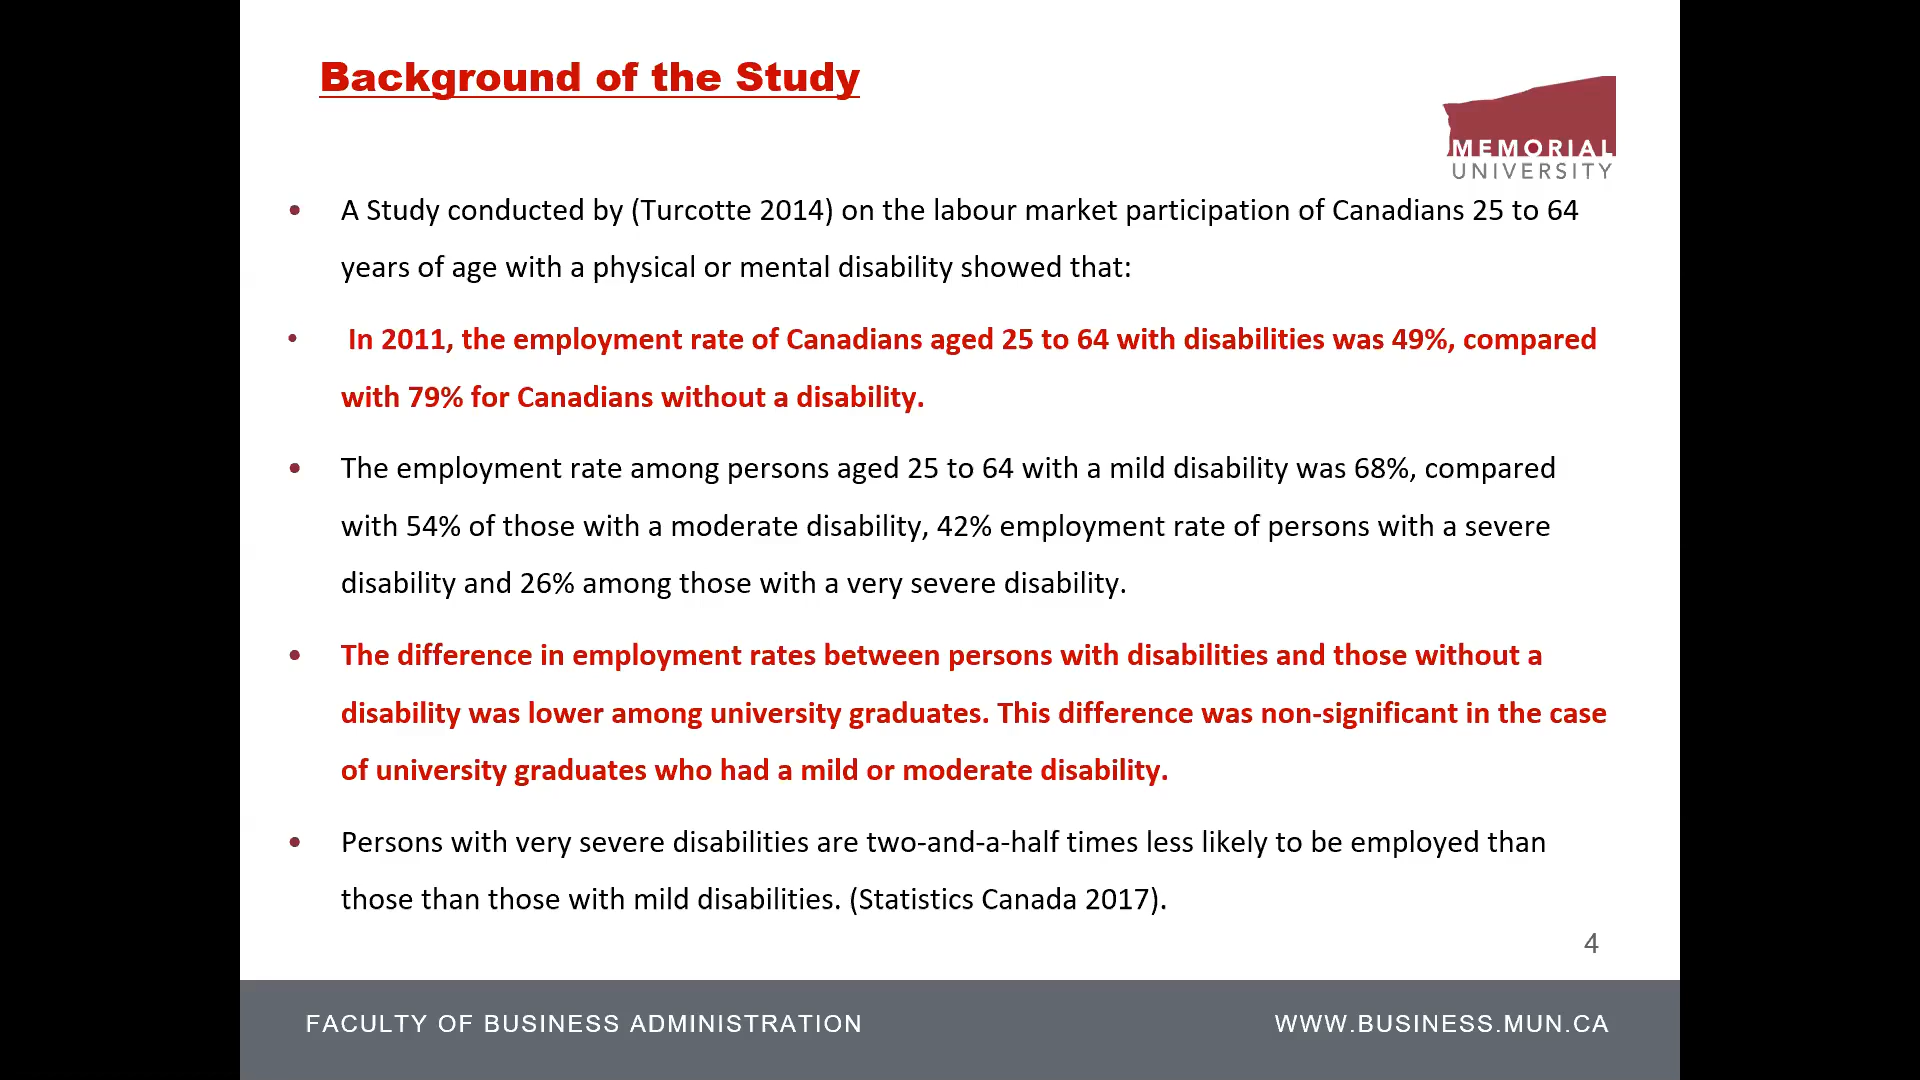 Background of the Study
MEMORIAL
UNIVERSITY
• A Study conducted by (Turcotte 2014) on the labour market participation of Canadians 25 to 64
years of age with a physical or mental disability showed that:
• In 2011, the employment rate of Canadians aged 25 to 64 with disabilities was 49%, compared
with 79% for Canadians without a disability.
• The employment rate among persons aged 25 to 64 with a mild disability was 68%, compared
with 54% of those with a moderate disability, 42% employment rate of persons with a severe
disability and 26% among those with a very severe disability.
• The difference in employment rates between persons with disabilities and those without a
disability was lower among university graduates. This difference was non-significant in the case
of university graduates who had a mild or moderate disability.
• Persons with very severe disabilities are two-and-a-half times less likely to be employed than
those than those with mild disabilities. (Statistics Canada 2017).
4
FACULTY OF BUSINESS ADMINISTRATION
WWW.BUSINESS.MUN.CA